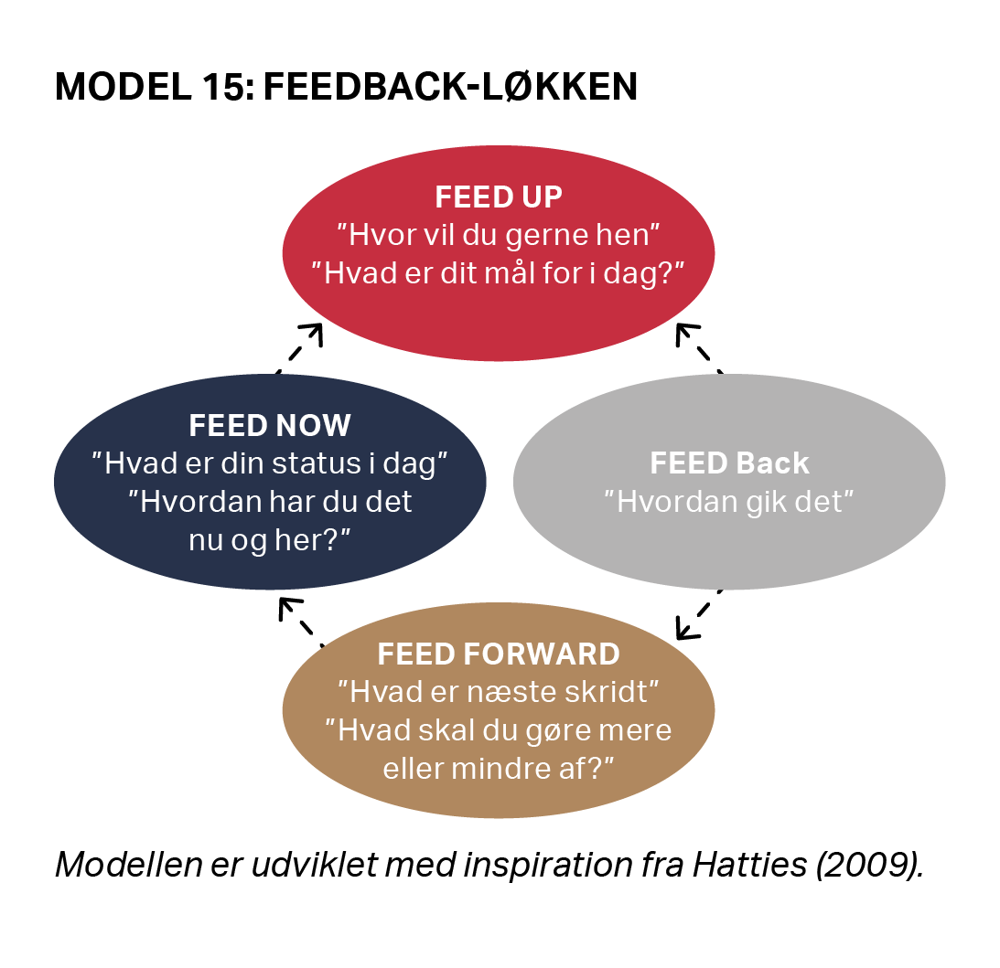 MODEL 15: FEEDBACK-LØKKEN
FEED UP
”Hvor vil du gerne hen”
”Hvad er dit mål for i dag?”
FEED NOW
”Hvad er din status i dag”
”Hvordan har du det
nu og her?”
FEED Back
”Hvordan gik det”
FEED FORWARD
”Hvad er næste skridt”
”Hvad skal du gøre mere
eller mindre af?”
Modellen er udviklet med inspiration fra Hatties (2009).